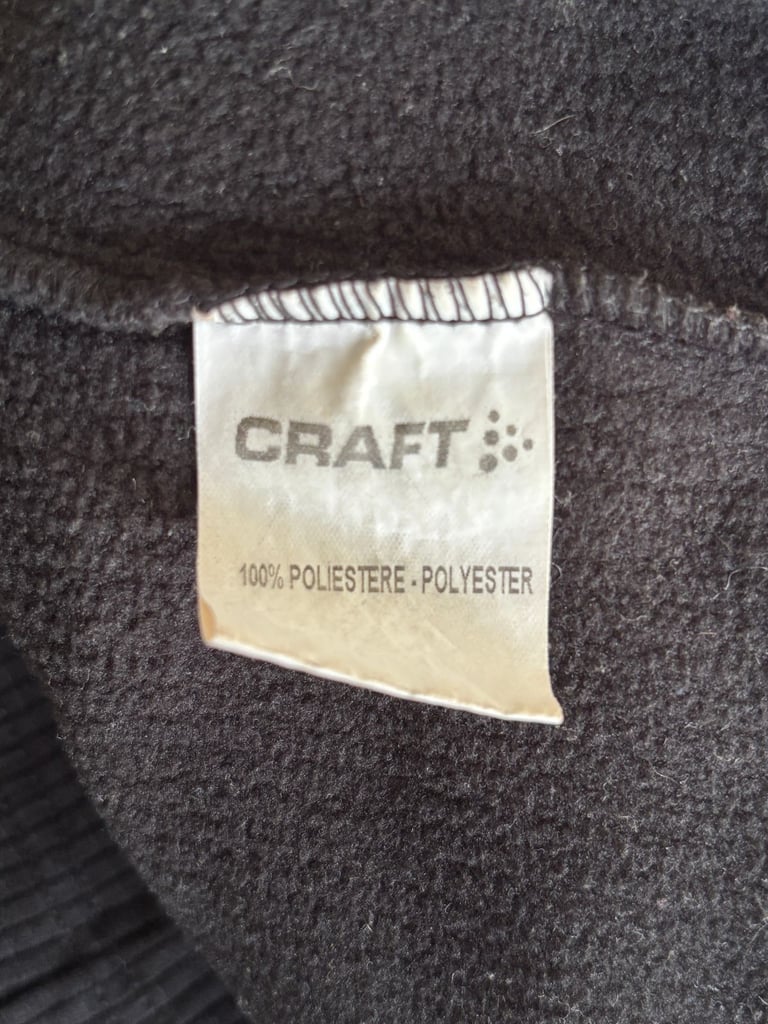 CRAFT
100% POLIESTERE - POLYESTER